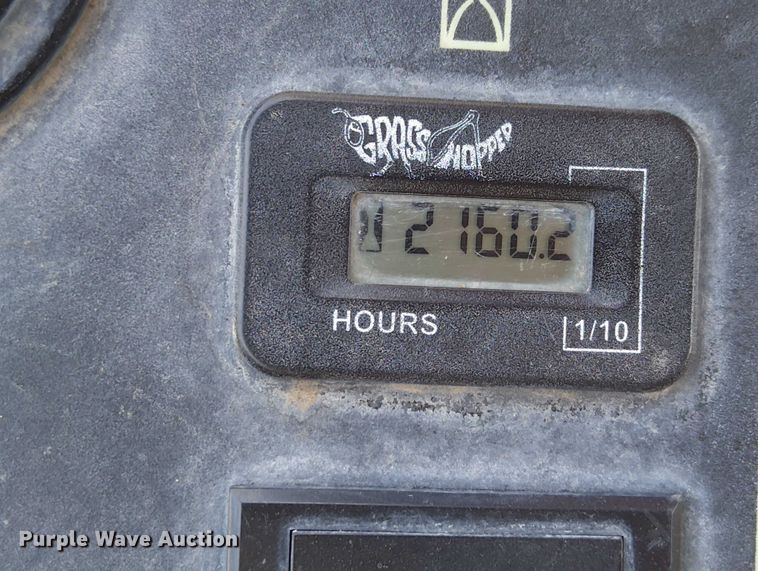 GRASSHOPPER
2160.2
HOURS
1/10
Purple Wave Auction